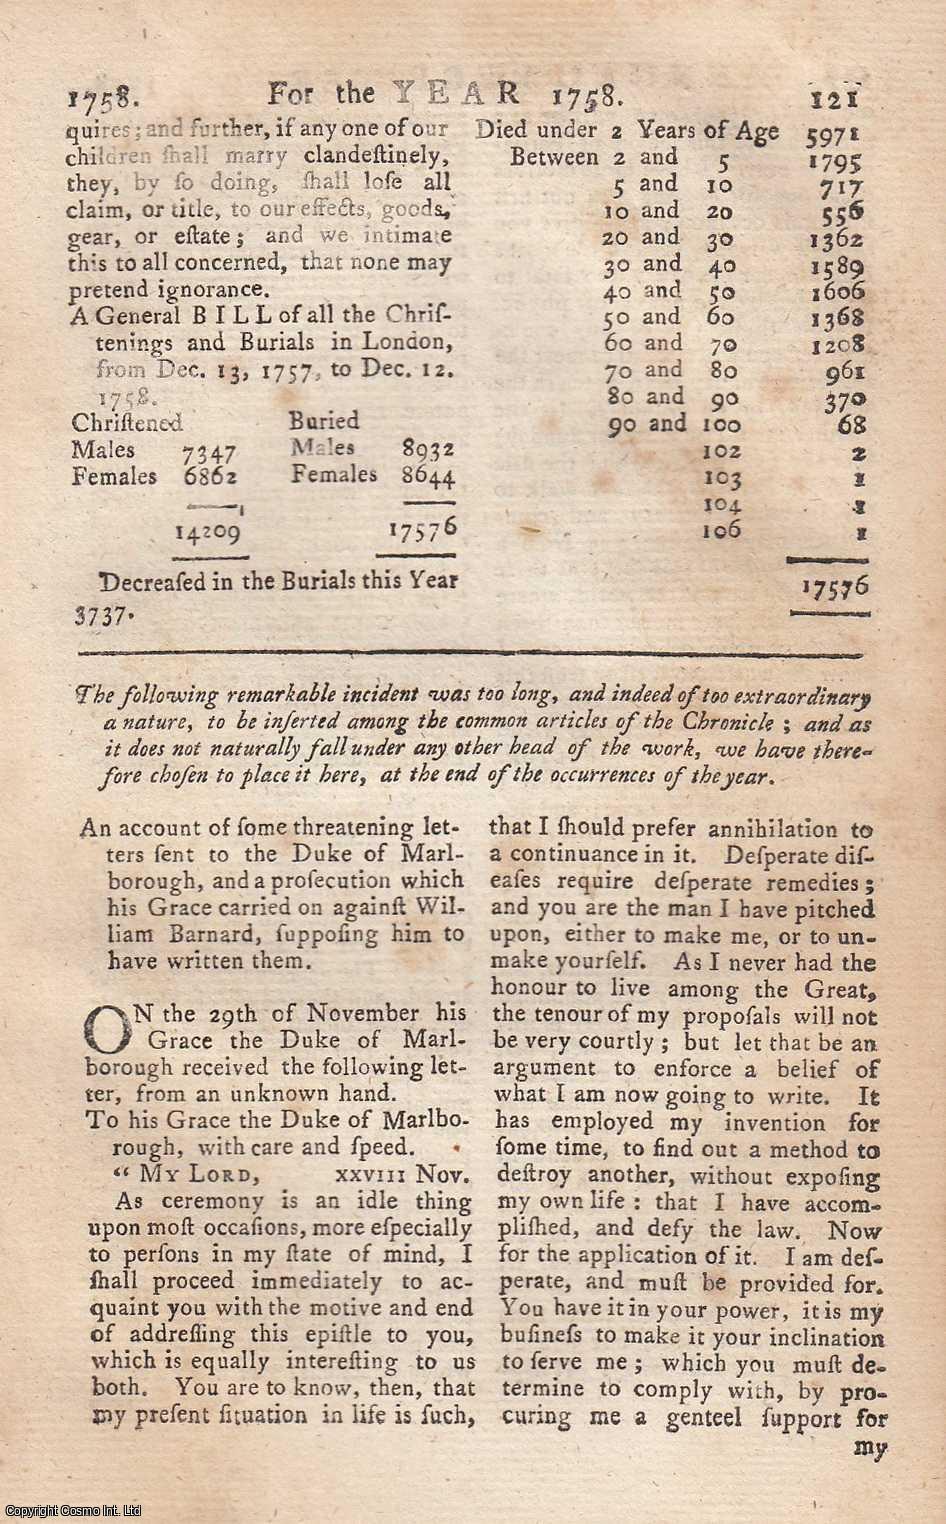 1758. For the YEAR 1758. 121
quires; and further, if any one of our
children ſhall marry clandeſtinely,
they, by ſo doing, ſhall loſe all
claim, or title, to our effects, goods,
gear, or eſtate; and we intimate
this to all concerned, that none may
pretend ignorance.
A General BILL of all the Chriſ-
tenings and Burials in London,
from Dec. 13, 1757, to Dec. 12.
1758.
Chriſtened Buried
Males 7347 Males 8932
Females 6862 Females 8644
14209 17576
Decreaſed in the Burials this Year
3737.
Died under 2 Years of Age 5971
Between 2 and 5 1795
5 and 10 717
10 and 20 556
20 and 30 1362
30 and 40 1589
40 and 50 1606
50 and 60 1368
60 and 70 1208
70 and 80 961
80 and 90 370
90 and 100 68
102 2
103 1
104 1
106 1
17576
The following remarkable incident was too long, and indeed of too extraordinary
a nature, to be inſerted among the common articles of the Chronicle; and as
it does not naturally fall under any other head of the work, we have there-
fore choſen to place it here, at the end of the occurrences of the year.
An account of ſome threatening let-
ters ſent to the Duke of Marl-
borough, and a proſecution which
his Grace carried on againſt Wil-
liam Barnard, ſuppoſing him to
have written them.
ON the 29th of November his
Grace the Duke of Marl-
borough received the following let-
ter, from an unknown hand.
To his Grace the Duke of Marlbo-
rough, with care and ſpeed.
“ MY LORD, XXVIII Nov.
As ceremony is an idle thing
upon moſt occaſions, more eſpecially
to perſons in my ſtate of mind, I
ſhall proceed immediately to ac-
quaint you with the motive and end
of addreſſing this epiſtle to you,
which is equally intereſting to us
both. You are to know, then, that
my preſent ſituation in life is ſuch,
that I ſhould prefer annihilation to
a continuance in it. Deſperate diſ-
eaſes require deſperate remedies;
and you are the man I have pitched
upon, either to make me, or to un-
make yourſelf. As I never had the
honour to live among the Great,
the tenour of my propoſals will not
be very courtly; but let that be an
argument to enforce a belief of
what I am now going to write. It
has employed my invention for
ſome time, to find out a method to
deſtroy another, without expoſing
my own life: that I have accom-
pliſhed, and defy the law. Now
for the application of it. I am deſ-
perate, and muſt be provided for.
You have it in your power, it is my
buſineſs to make it your inclination
to ſerve me; which you muſt de-
termine to comply with, by pro-
curing me a genteel ſupport for
my
Copyright Cosmo Int. Ltd